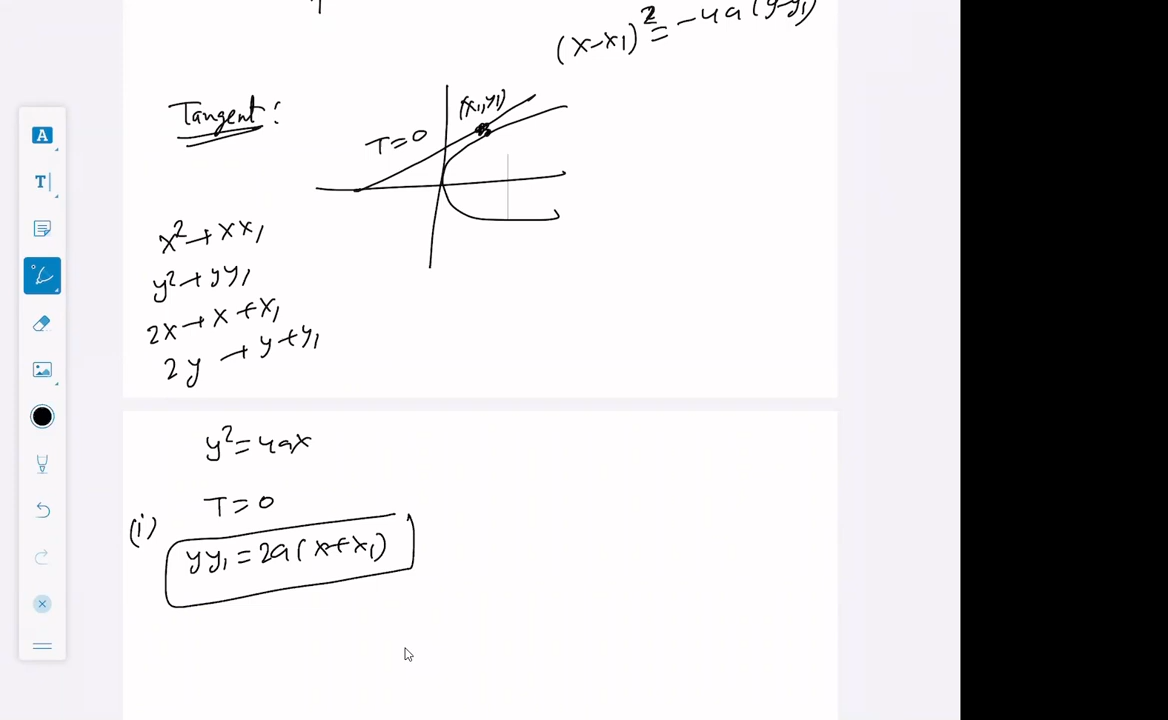 (x-x₁)²=-4a(y-y₁)
Tangent:
(x₁,y₁)
T=0
x²→xx₁
y²→yy₁
2x→x+x₁
2y→y+y₁
y²=4ax
T=0
(i)
yy₁=2a(x+x₁)
A
T